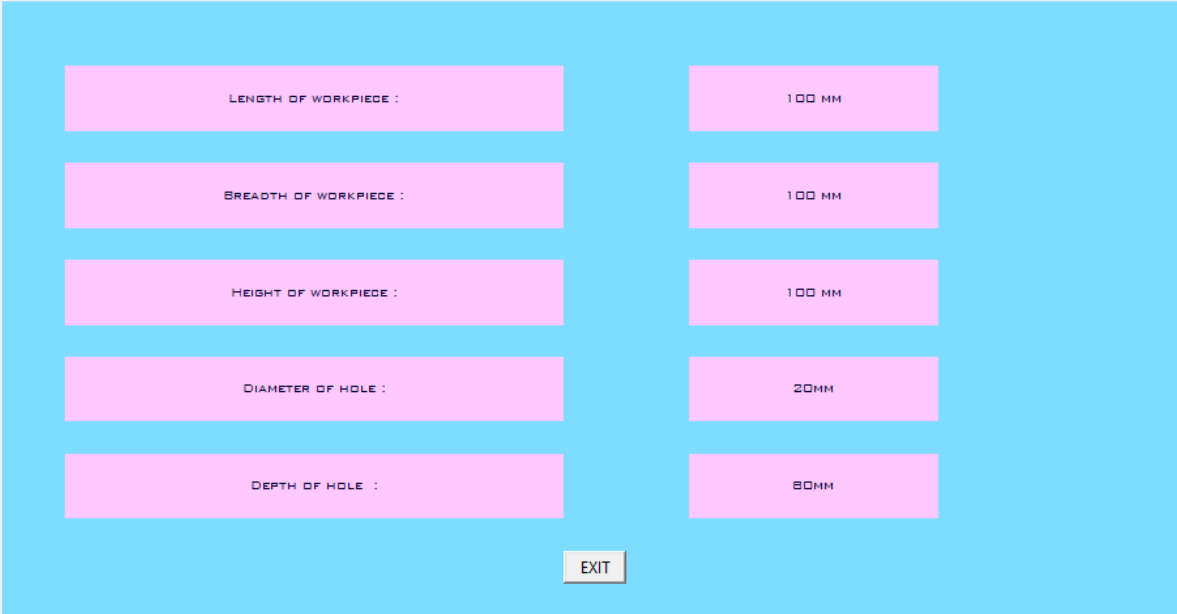 Length of workpiece :
100 mm
Breadth of workpiece :
100 mm
Height of workpiece :
100 mm
Diameter of hole :
20mm
Depth of hole :
80mm
EXIT